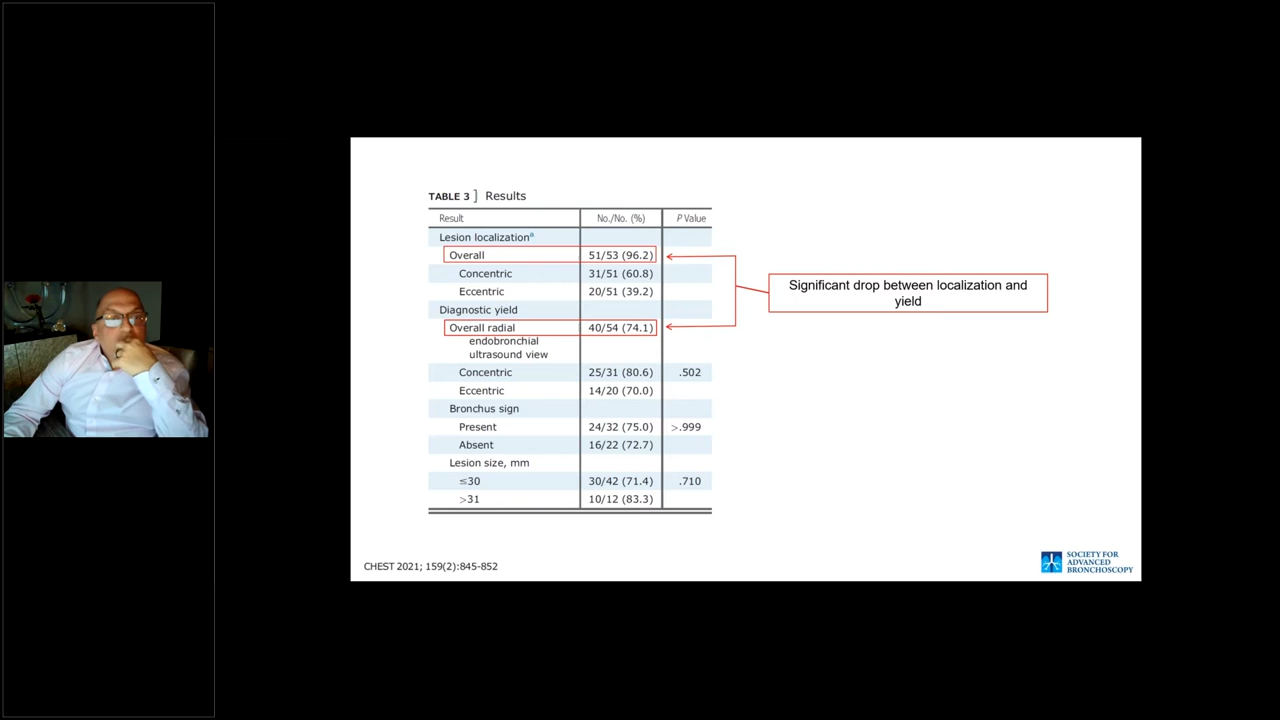 TABLE 3 ] Results
Result No./No. (%) P Value
Lesion localizationᵃ
Overall 51/53 (96.2)
Concentric 31/51 (60.8)
Eccentric 20/51 (39.2)
Diagnostic yield
Overall radial 40/54 (74.1)
endobronchial
ultrasound view
Concentric 25/31 (80.6) .502
Eccentric 14/20 (70.0)
Bronchus sign
Present 24/32 (75.0) >.999
Absent 16/22 (72.7)
Lesion size, mm
≤30 30/42 (71.4) .710
>31 10/12 (83.3)
Significant drop between localization and
yield
CHEST 2021; 159(2):845-852
SOCIETY FOR
ADVANCED
BRONCHOSCOPY